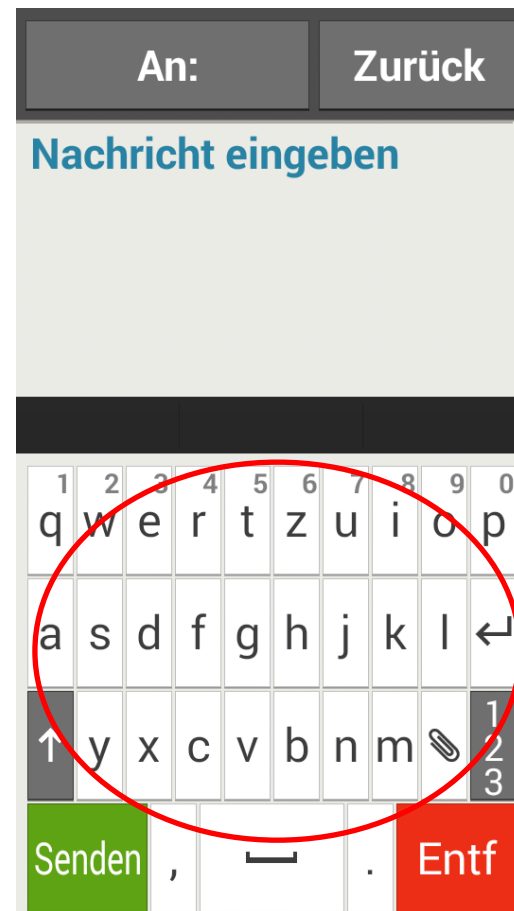 An: Zurück
Nachricht eingeben
1 2 3 4 5 6 7 8 9 0
q w e r t z u i o p
a s d f g h j k l ↵
↑ y x c v b n m 1 2 3
Senden , . Entf